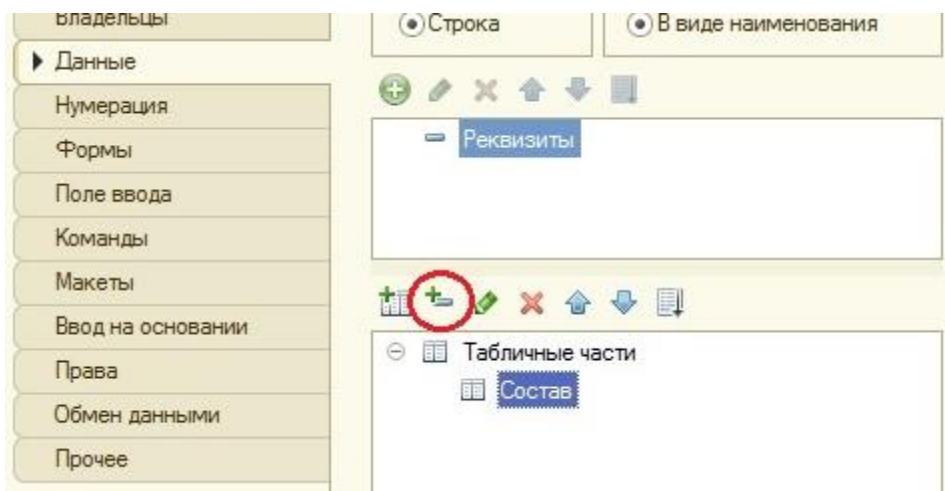 Владельцы
Данные
Нумерация
Формы
Поле ввода
Команды
Макеты
Ввод на основании
Права
Обмен данными
Прочее
Строка
В виде наименования
Реквизиты
Табличные части
Состав